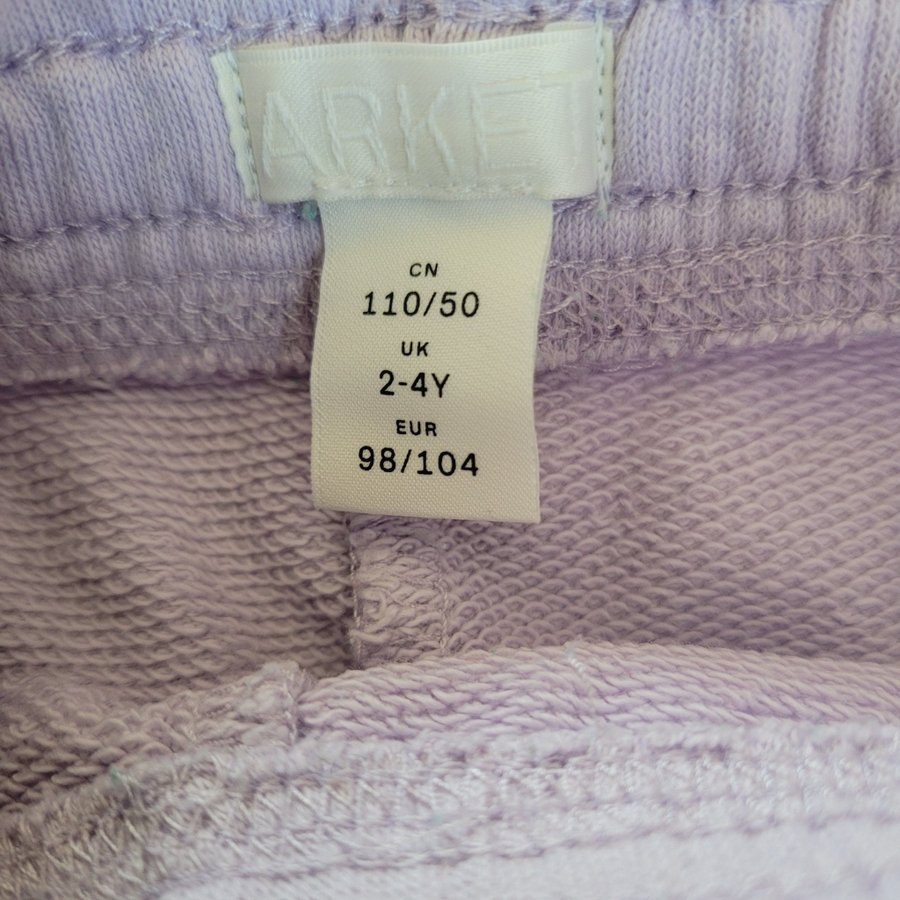 ARKET
CN
110/50
UK
2-4Y
EUR
98/104